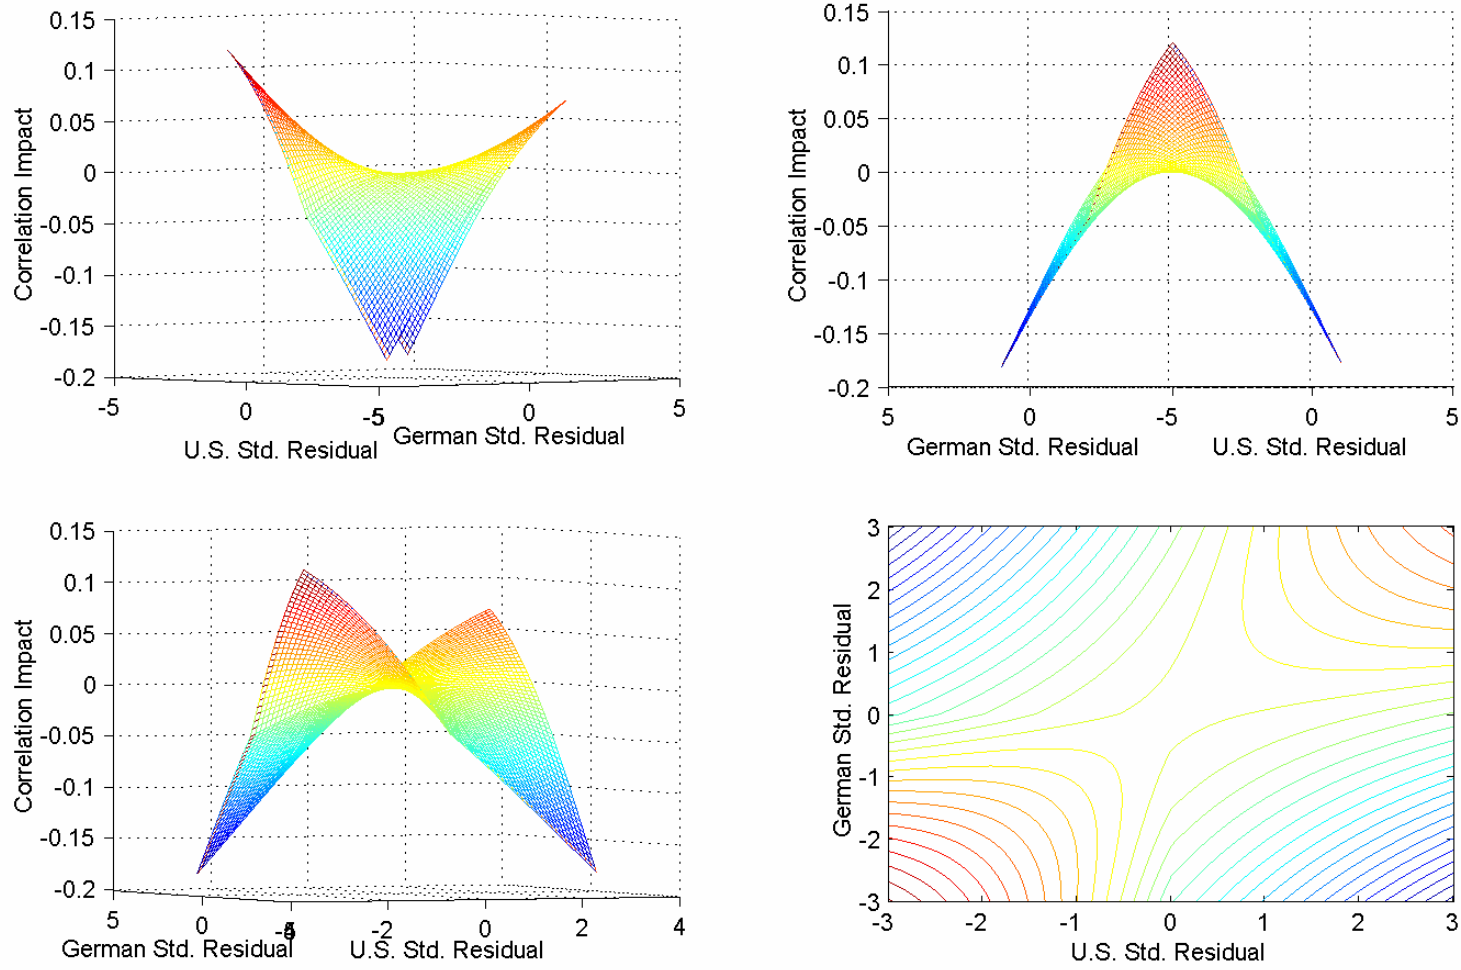 0.15
0.1
0.05
0
-0.05
-0.1
-0.15
-0.2
Correlation Impact
-5 0 -5 0 5
U.S. Std. Residual
German Std. Residual
0.15
0.1
0.05
0
-0.05
-0.1
-0.15
-0.2
Correlation Impact
5 0 -5 0 5
German Std. Residual
U.S. Std. Residual
0.15
0.1
0.05
0
-0.05
-0.1
-0.15
-0.2
Correlation Impact
5 0 -2 0 2 4
German Std. Residual
U.S. Std. Residual
3
2
1
0
-1
-2
-3
German Std. Residual
-3 -2 -1 0 1 2 3
U.S. Std. Residual